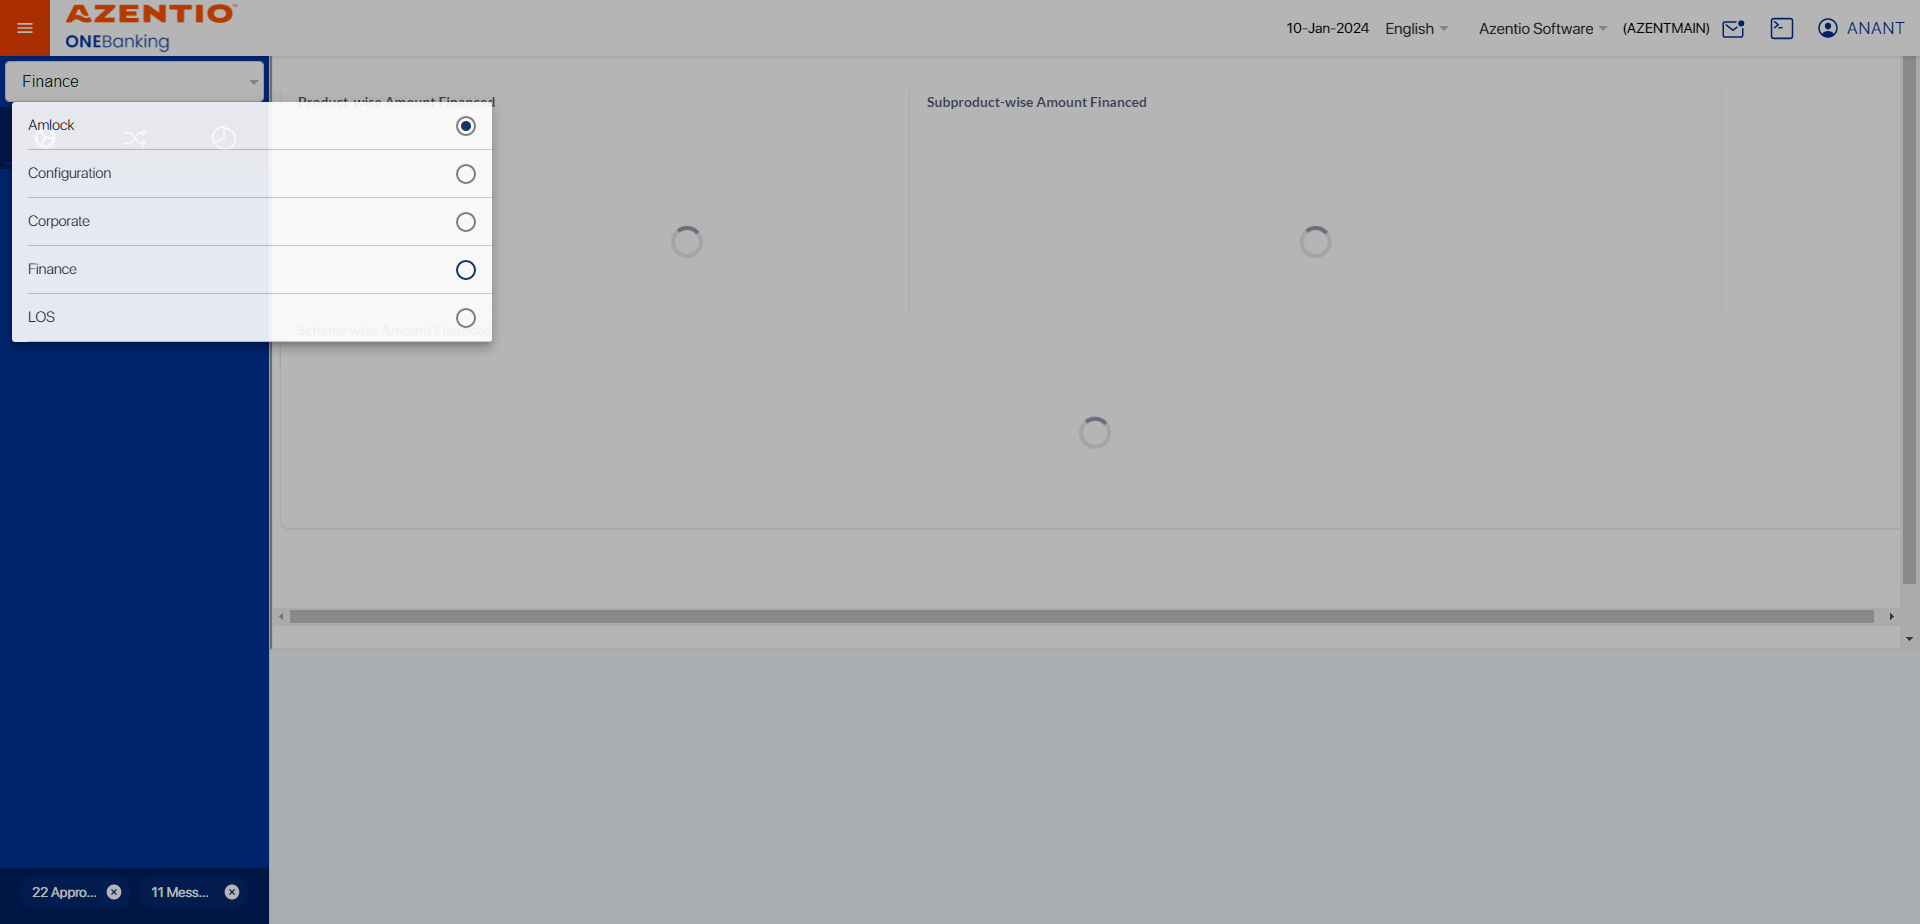 AZENTIO™
ONEBanking
10-Jan-2024
English
Azentio Software
(AZENTMAIN)
ANANT
Finance
Amlock
Configuration
Corporate
Finance
LOS
Product-wise Amount Financed
Subproduct-wise Amount Financed
Scheme wise Amount Financed
22 Appro...
11 Mess...